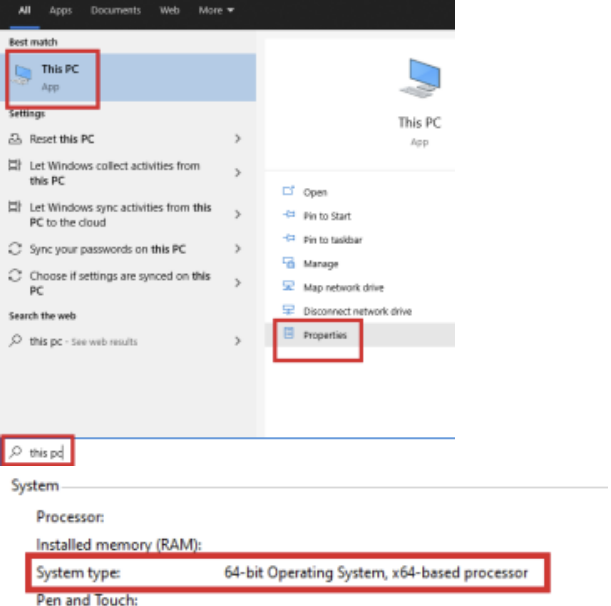 All Apps Documents Web More
Best match
This PC
App
Settings
Reset this PC
Let Windows collect activities from
this PC
Let Windows sync activities from this
PC to the cloud
Sync your passwords on this PC
Choose if settings are synced on this
PC
Search the web
this pc - See web results
This PC
App
Open
Pin to Start
Pin to taskbar
Manage
Map network drive
Disconnect network drive
Properties
this pc
System
Processor:
Installed memory (RAM):
System type: 64-bit Operating System, x64-based processor
Pen and Touch: